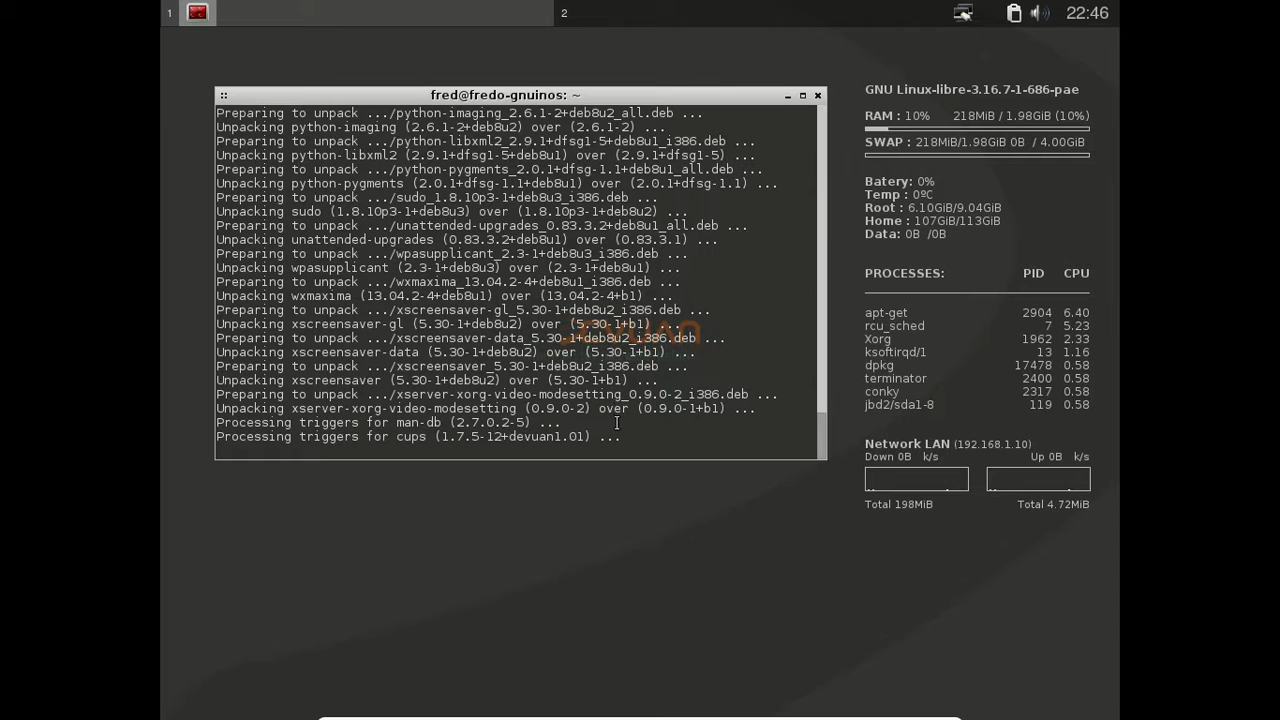 1
2
22:46
fred@fredo-gnuinos: ~
Preparing to unpack .../python-imaging_2.6.1-2+deb8u2_all.deb ...
Unpacking python-imaging (2.6.1-2+deb8u2) over (2.6.1-2) ...
Preparing to unpack .../python-libxml2_2.9.1+dfsg1-5+deb8u1_i386.deb ...
Unpacking python-libxml2 (2.9.1+dfsg1-5+deb8u1) over (2.9.1+dfsg1-5) ...
Preparing to unpack .../python-pygments_2.0.1+dfsg-1.1+deb8u1_all.deb ...
Unpacking python-pygments (2.0.1+dfsg-1.1+deb8u1) over (2.0.1+dfsg-1.1) ...
Preparing to unpack .../sudo_1.8.10p3-1+deb8u3_i386.deb ...
Unpacking sudo (1.8.10p3-1+deb8u3) over (1.8.10p3-1+deb8u2) ...
Preparing to unpack .../unattended-upgrades_0.83.3.2+deb8u1_all.deb ...
Unpacking unattended-upgrades (0.83.3.2+deb8u1) over (0.83.3.1) ...
Preparing to unpack .../wpasupplicant_2.3-1+deb8u3_i386.deb ...
Unpacking wpasupplicant (2.3-1+deb8u3) over (2.3-1+deb8u1) ...
Preparing to unpack .../wxmaxima_13.04.2-4+deb8u1_i386.deb ...
Unpacking wxmaxima (13.04.2-4+deb8u1) over (13.04.2-4+b1) ...
Preparing to unpack .../xscreensaver-gl_5.30-1+deb8u2_i386.deb ...
Unpacking xscreensaver-gl (5.30-1+deb8u2) over (5.30-1+b1) ...
Preparing to unpack .../xscreensaver-data_5.30-1+deb8u2_i386.deb ...
Unpacking xscreensaver-data (5.30-1+deb8u2) over (5.30-1+b1) ...
Preparing to unpack .../xscreensaver_5.30-1+deb8u2_i386.deb ...
Unpacking xscreensaver (5.30-1+deb8u2) over (5.30-1+b1) ...
Preparing to unpack .../xserver-xorg-video-modesetting_0.9.0-2_i386.deb ...
Unpacking xserver-xorg-video-modesetting (0.9.0-2) over (0.9.0-1+b1) ...
Processing triggers for man-db (2.7.0.2-5) ...
Processing triggers for cups (1.7.5-12+devuan1.01) ...
GNU Linux-libre-3.16.7-1-686-pae
RAM : 10% 218MiB / 1.98GiB (10%)
SWAP : 218MiB/1.98GiB 0B / 4.00GiB
Batery: 0%
Temp : 0ºC
Root : 6.10GiB/9.04GiB
Home : 107GiB/113GiB
Data: 0B /0B
PROCESSES: PID CPU
apt-get 2904 6.40
rcu_sched 7 5.23
Xorg 1962 2.33
ksoftirqd/1 13 1.16
dpkg 17478 0.58
terminator 2400 0.58
conky 2317 0.58
jbd2/sda1-8 119 0.58
Network LAN (192.168.1.10)
Down 0B k/s Up 0B k/s
Total 198MiB Total 4.72MiB